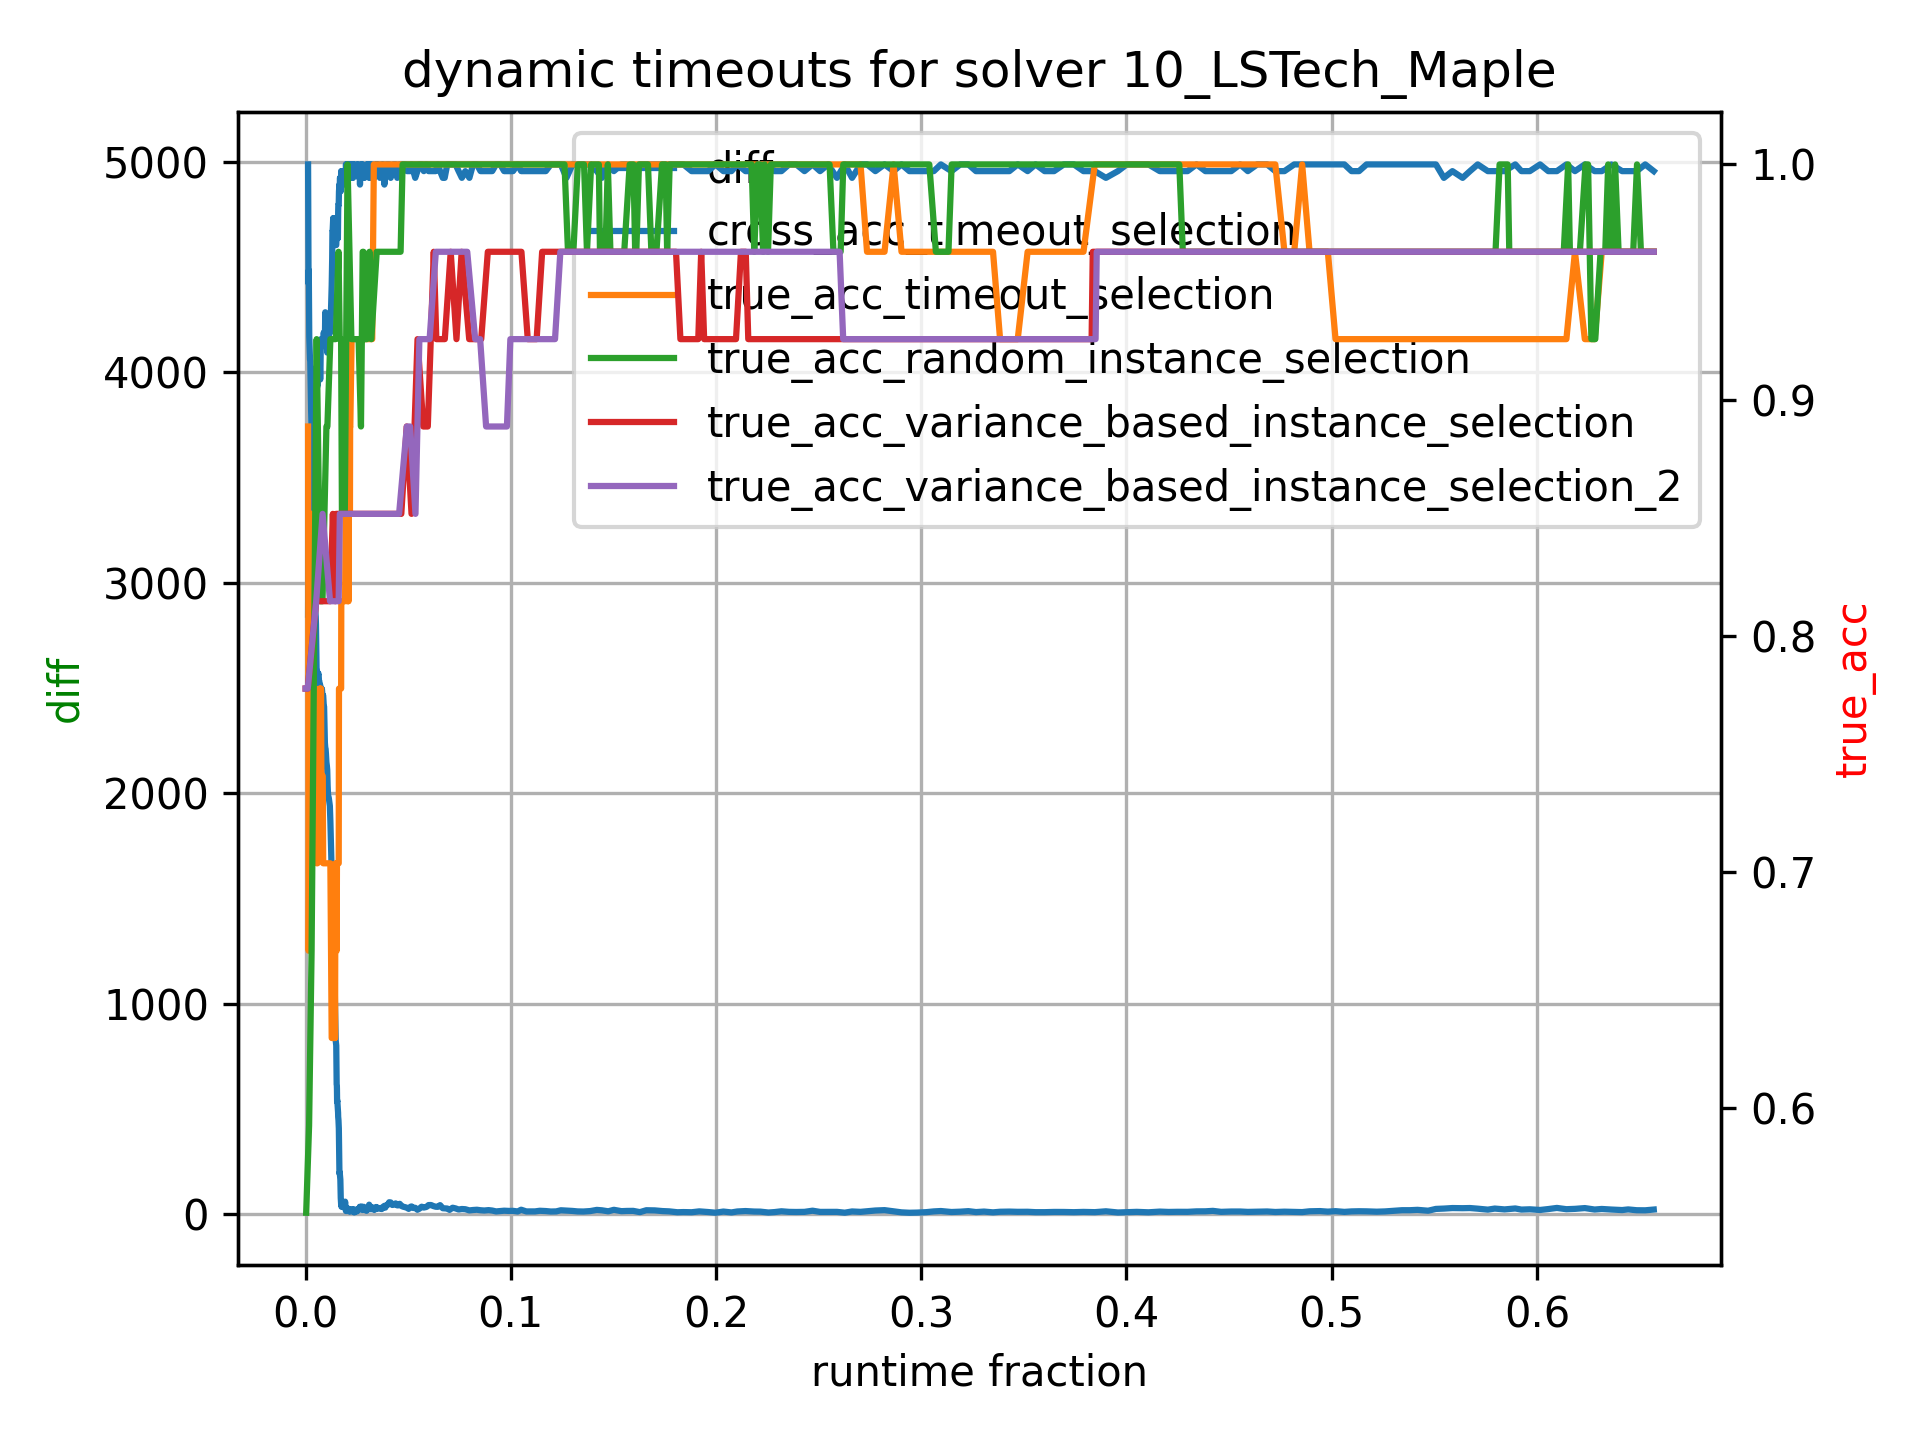 dynamic timeouts for solver 10_LSTech_Maple
5000
4000
3000
2000
1000
0
diff
diff
cross_acc_timeout_selection
true_acc_timeout_selection
true_acc_random_instance_selection
true_acc_variance_based_instance_selection
true_acc_variance_based_instance_selection_2
1.0
0.9
0.8
0.7
0.6
true_acc
0.0 0.1 0.2 0.3 0.4 0.5 0.6
runtime fraction